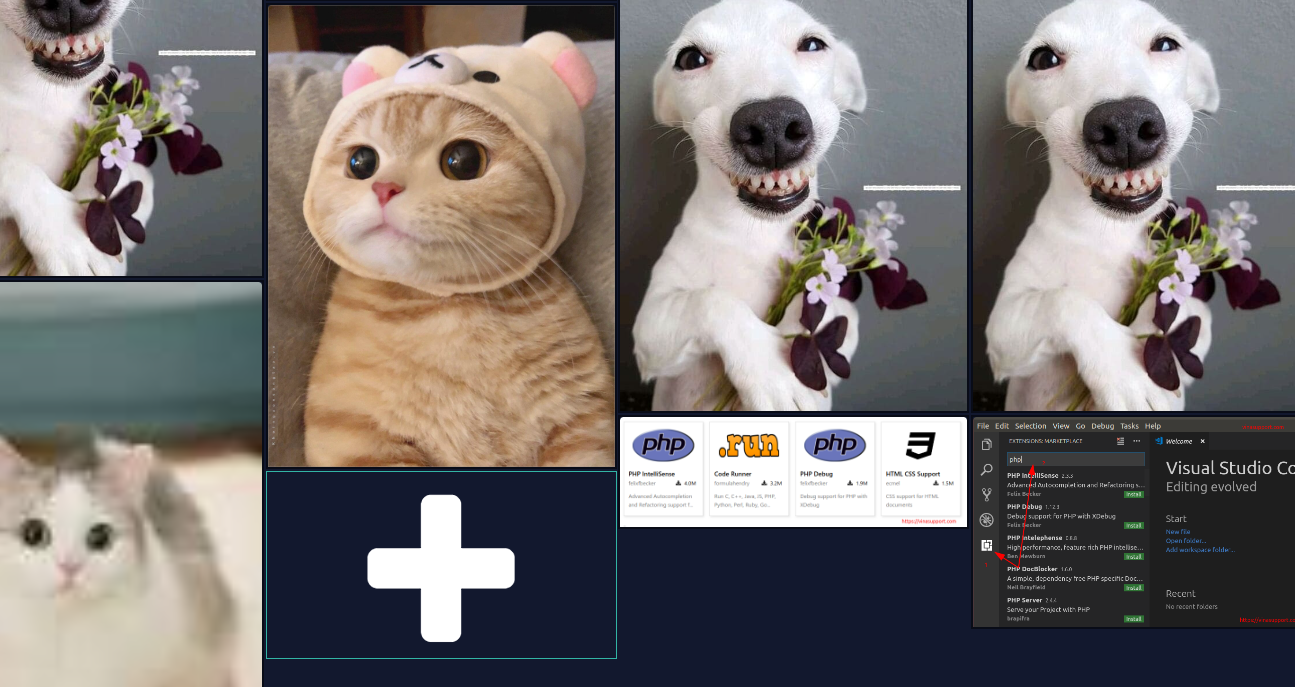 php
PHP IntelliSense
felixfbecker 4.0M
Advanced Autocompletion
and Refactoring support f...
.run
Code Runner
formulahendry 3.2M
Run C, C++, Java, JS, PHP,
Python, Perl, Ruby, Go...
php
PHP Debug
felixfbecker 1.9M
Debug support for PHP with
XDebug
HTML CSS Support
ecmel 1.5M
CSS support for HTML
documents
File Edit Selection View Go Debug Tasks Help
EXTENSIONS: MARKETPLACE
php
PHP IntelliSense 2.3.3
Advanced Autocompletion and Refactoring s...
Felix Becker Install
PHP Debug 1.12.3
Debug support for PHP with XDebug
Felix Becker Install
PHP Intelephense 0.8.8
High performance, feature rich PHP intellise...
Ben Mewburn Install
PHP DocBlocker 1.6.0
A simple, dependency free PHP specific Doc...
Neil Brayfield Install
PHP Server 2.4.4
Serve your Project with PHP
brapifra Install
Welcome
Visual Studio Co
Editing evolved
Start
New file
Open folder...
Add workspace folder...
Recent
No recent folders